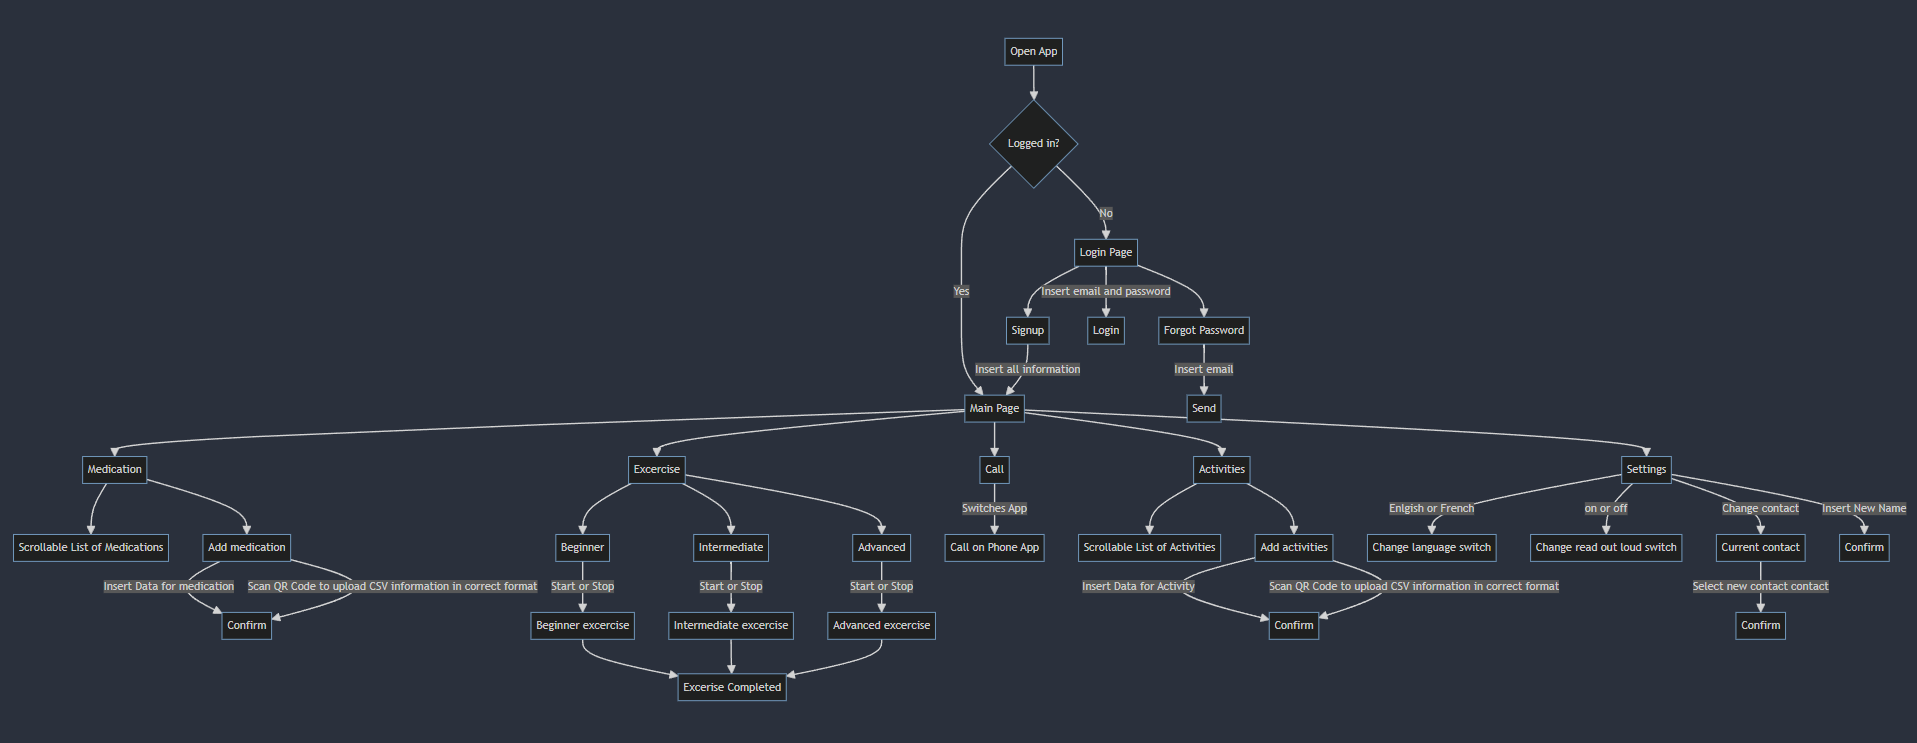 Open App
Logged in?
No
Login Page
Yes
Insert email and password
Signup
Login
Forgot Password
Insert all information
Insert email
Main Page
Send
Medication
Excercise
Call
Activities
Settings
Switches App
Enlgish or French
on or off
Change contact
Insert New Name
Scrollable List of Medications
Add medication
Beginner
Intermediate
Advanced
Call on Phone App
Scrollable List of Activities
Add activities
Change language switch
Change read out loud switch
Current contact
Confirm
Insert Data for medication
Scan QR Code to upload CSV information in correct format
Start or Stop
Start or Stop
Start or Stop
Insert Data for Activity
Scan QR Code to upload CSV information in correct format
Select new contact contact
Confirm
Beginner excercise
Intermediate excercise
Advanced excercise
Confirm
Confirm
Excerise Completed